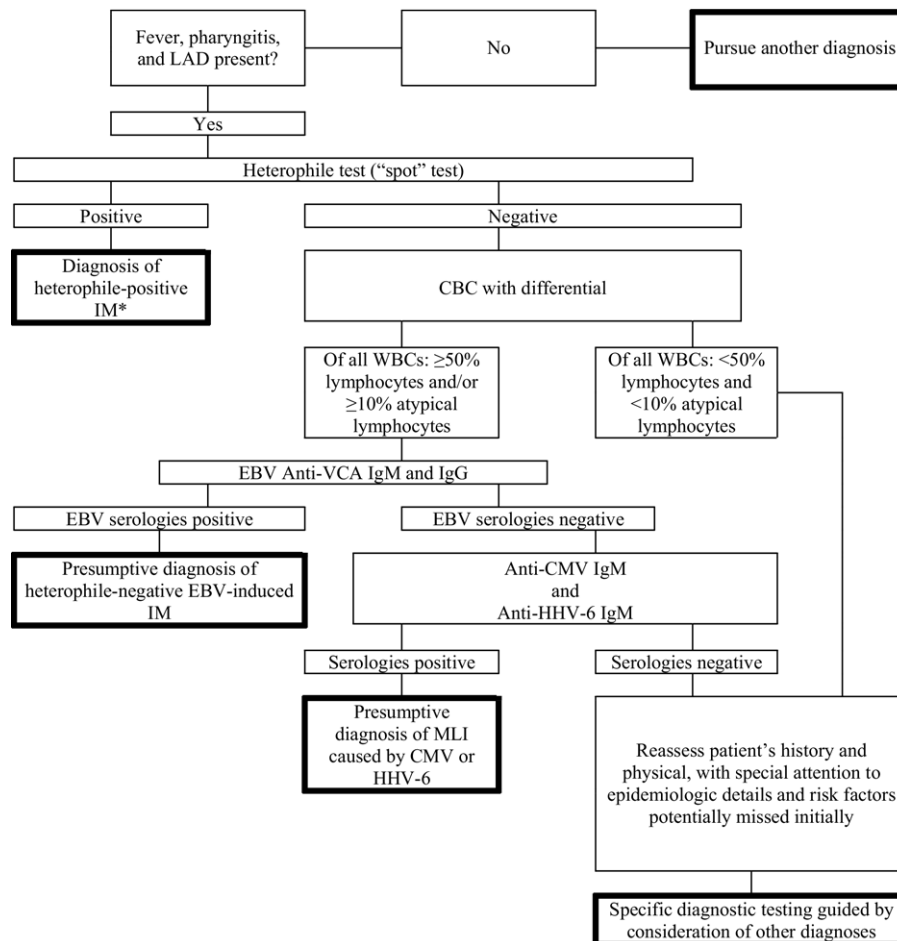 Fever, pharyngitis,
and LAD present?
No
Pursue another diagnosis
Yes
Heterophile test (“spot” test)
Positive
Negative
Diagnosis of
heterophile-positive
IM*
CBC with differential
Of all WBCs: ≥50%
lymphocytes and/or
≥10% atypical
lymphocytes
Of all WBCs: <50%
lymphocytes and
<10% atypical
lymphocytes
EBV Anti-VCA IgM and IgG
EBV serologies positive
EBV serologies negative
Presumptive diagnosis of
heterophile-negative EBV-induced
IM
Anti-CMV IgM
and
Anti-HHV-6 IgM
Serologies positive
Serologies negative
Presumptive
diagnosis of MLI
caused by CMV or
HHV-6
Reassess patient’s history and
physical, with special attention to
epidemiologic details and risk factors
potentially missed initially
Specific diagnostic testing guided by
consideration of other diagnoses